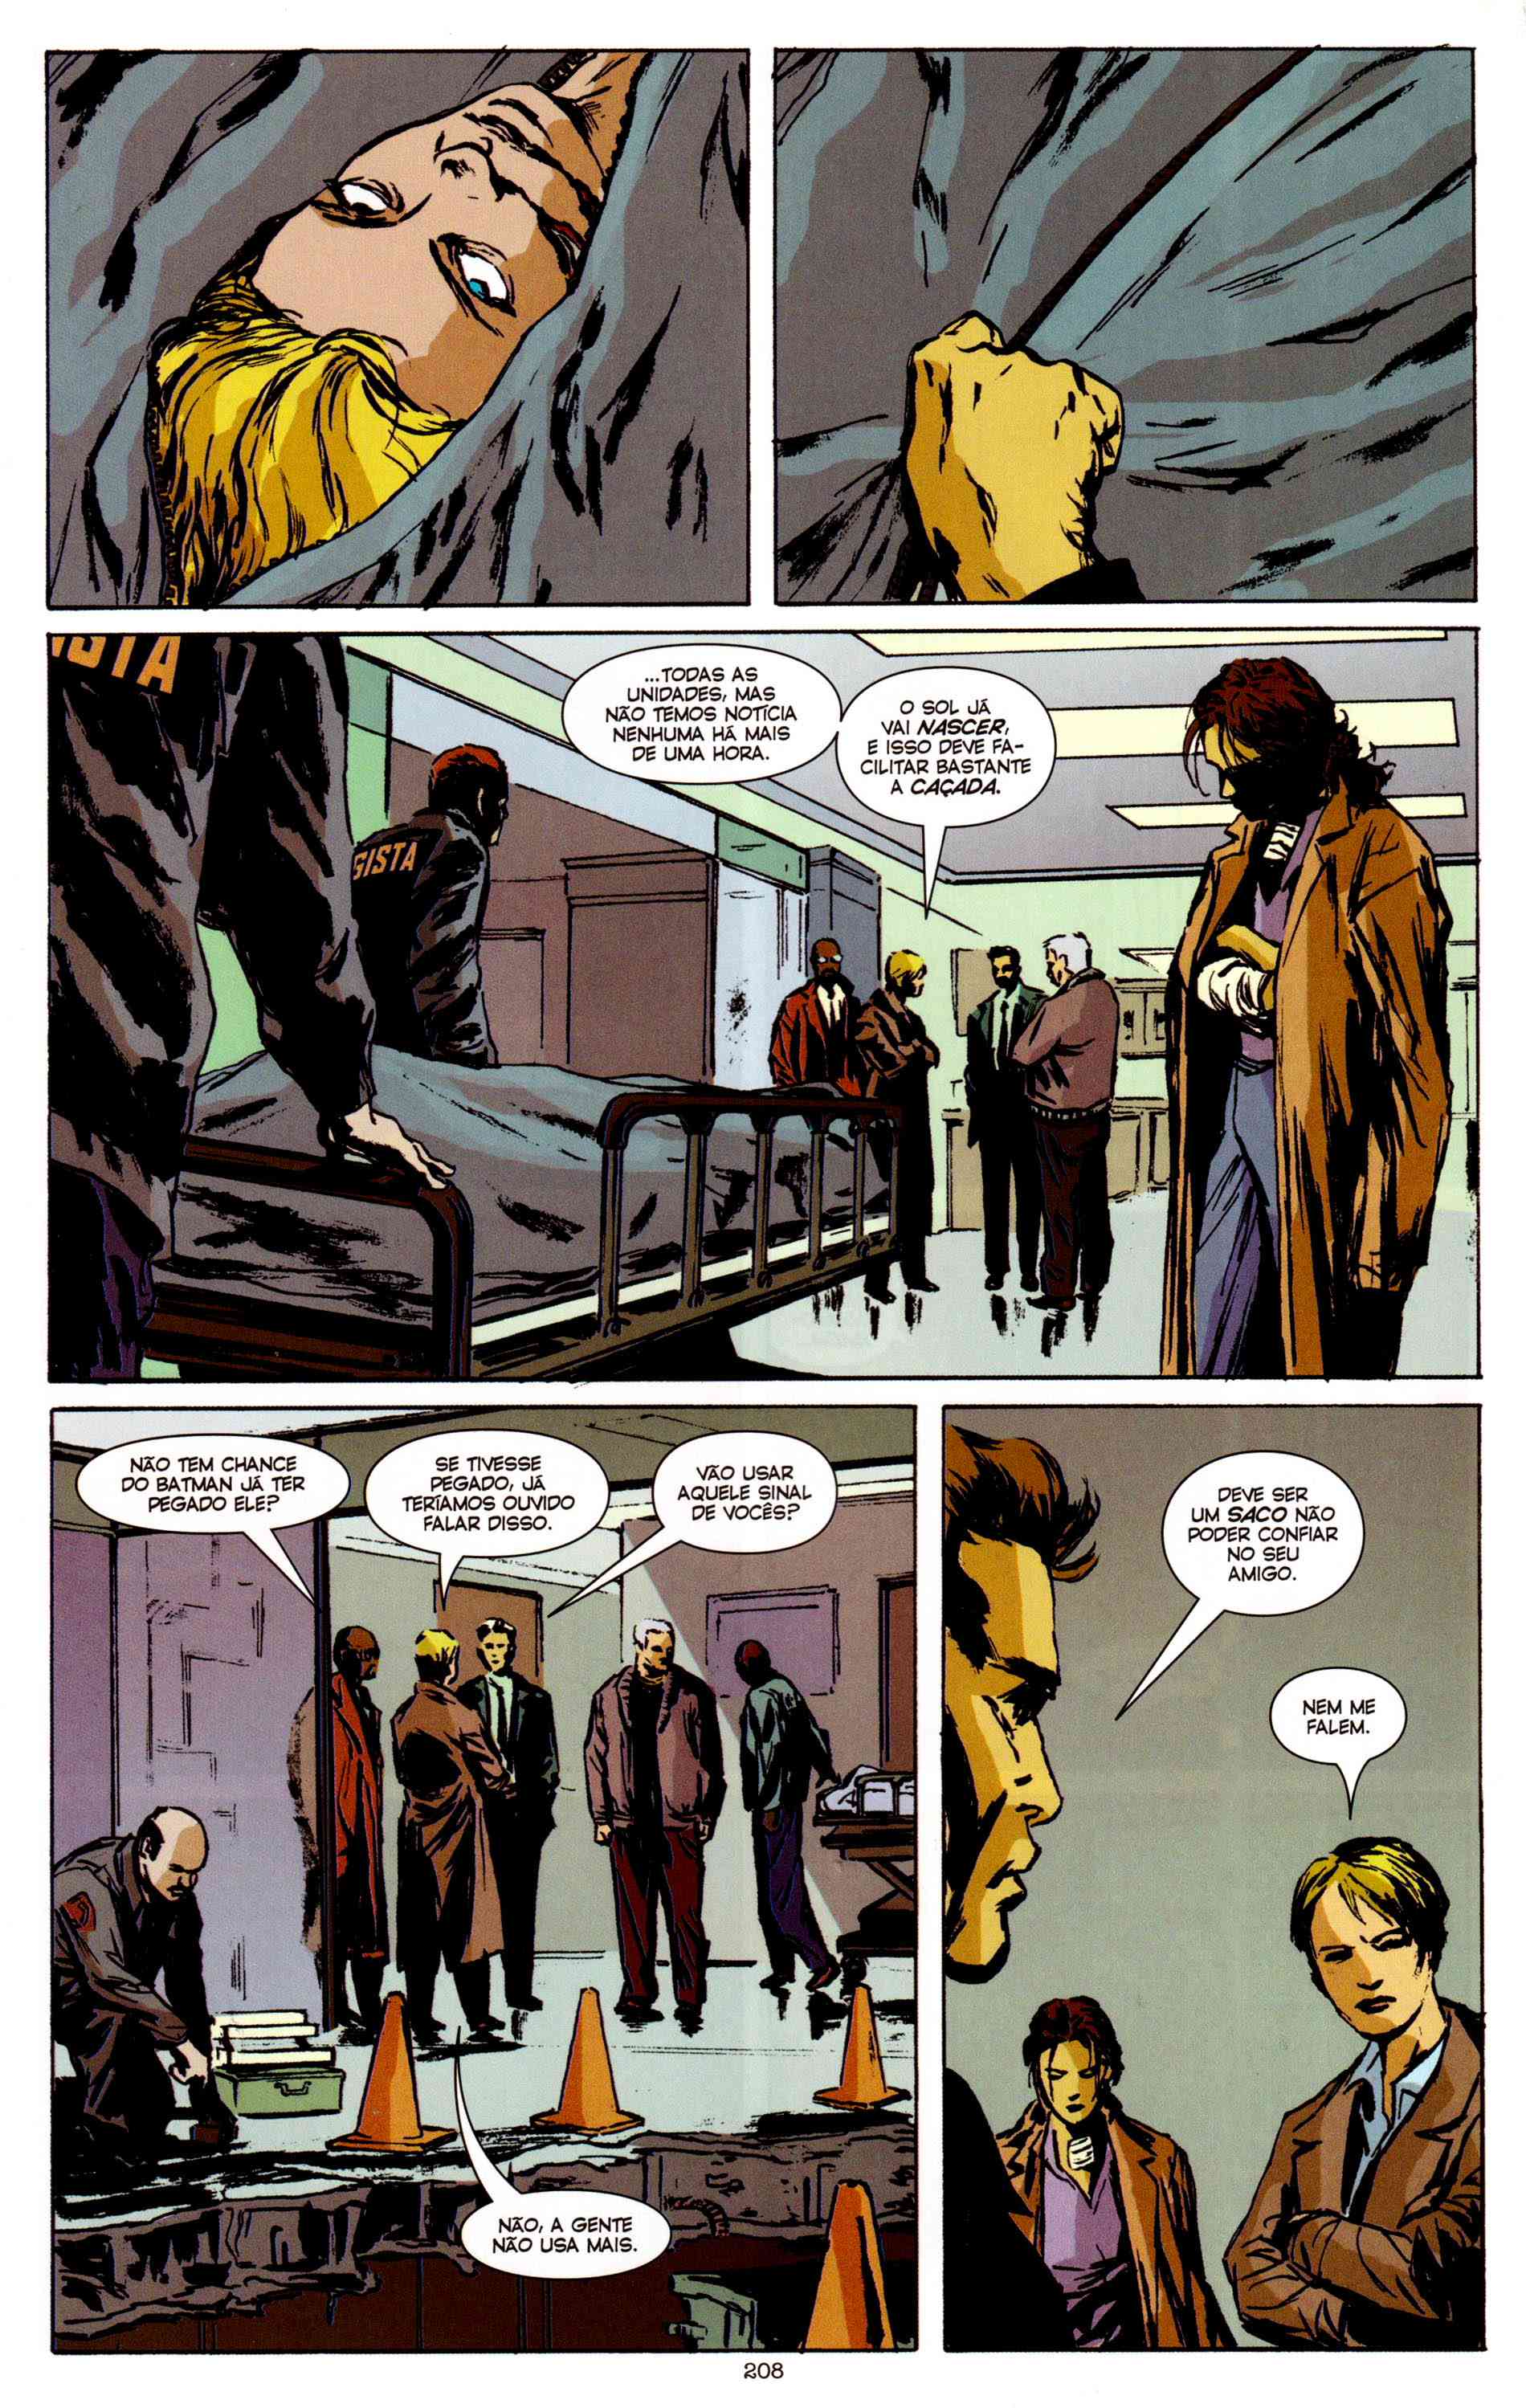 ISTA
GISTA
...TODAS AS
UNIDADES, MAS
NÃO TEMOS NOTÍCIA
NENHUMA HÁ MAIS
DE UMA HORA.
O SOL JÁ
VAI NASCER,
E ISSO DEVE FA-
CILITAR BASTANTE
A CAÇADA.
NÃO TEM CHANCE
DO BATMAN JÁ TER
PEGADO ELE?
SE TIVESSE
PEGADO, JÁ
TERÍAMOS OUVIDO
FALAR DISSO.
VÃO USAR
AQUELE SINAL
DE VOCÊS?
NÃO, A GENTE
NÃO USA MAIS.
DEVE SER
UM SACO NÃO
PODER CONFIAR
NO SEU
AMIGO.
NEM ME
FALEM.
208